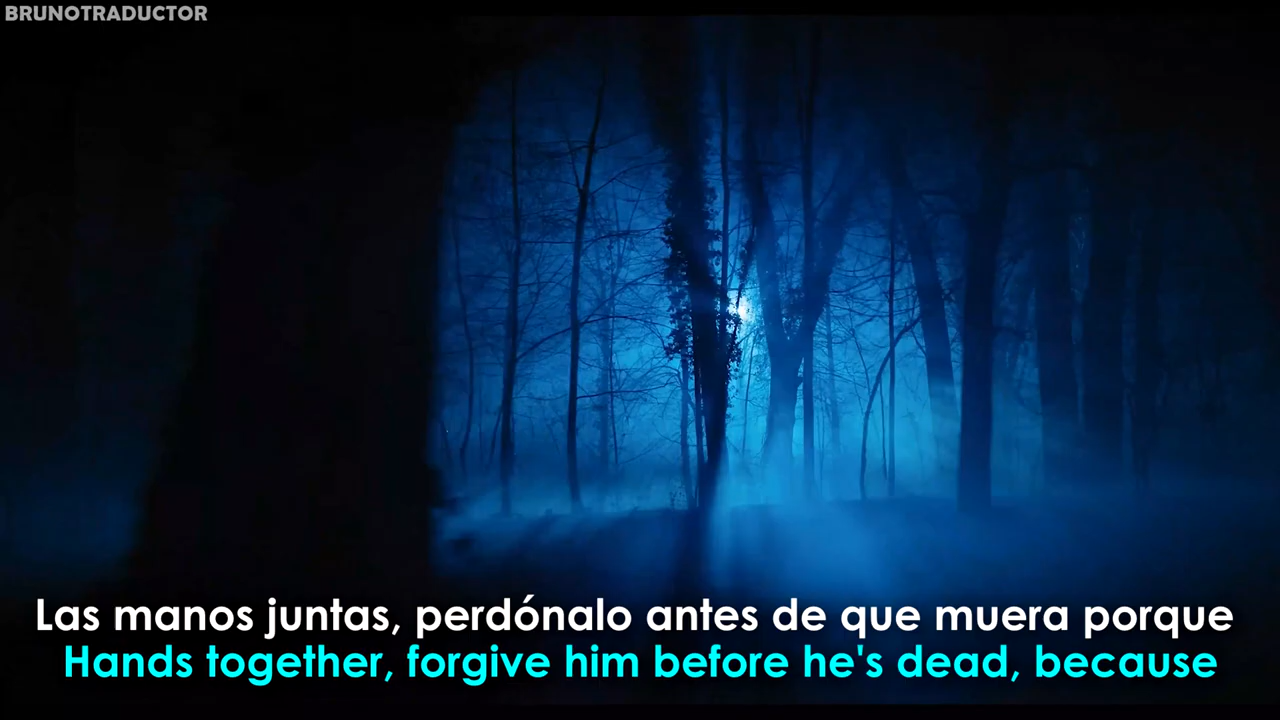 BRUNOTRADUCTOR
Las manos juntas, perdónalo antes de que muera porque
Hands together, forgive him before he's dead, because